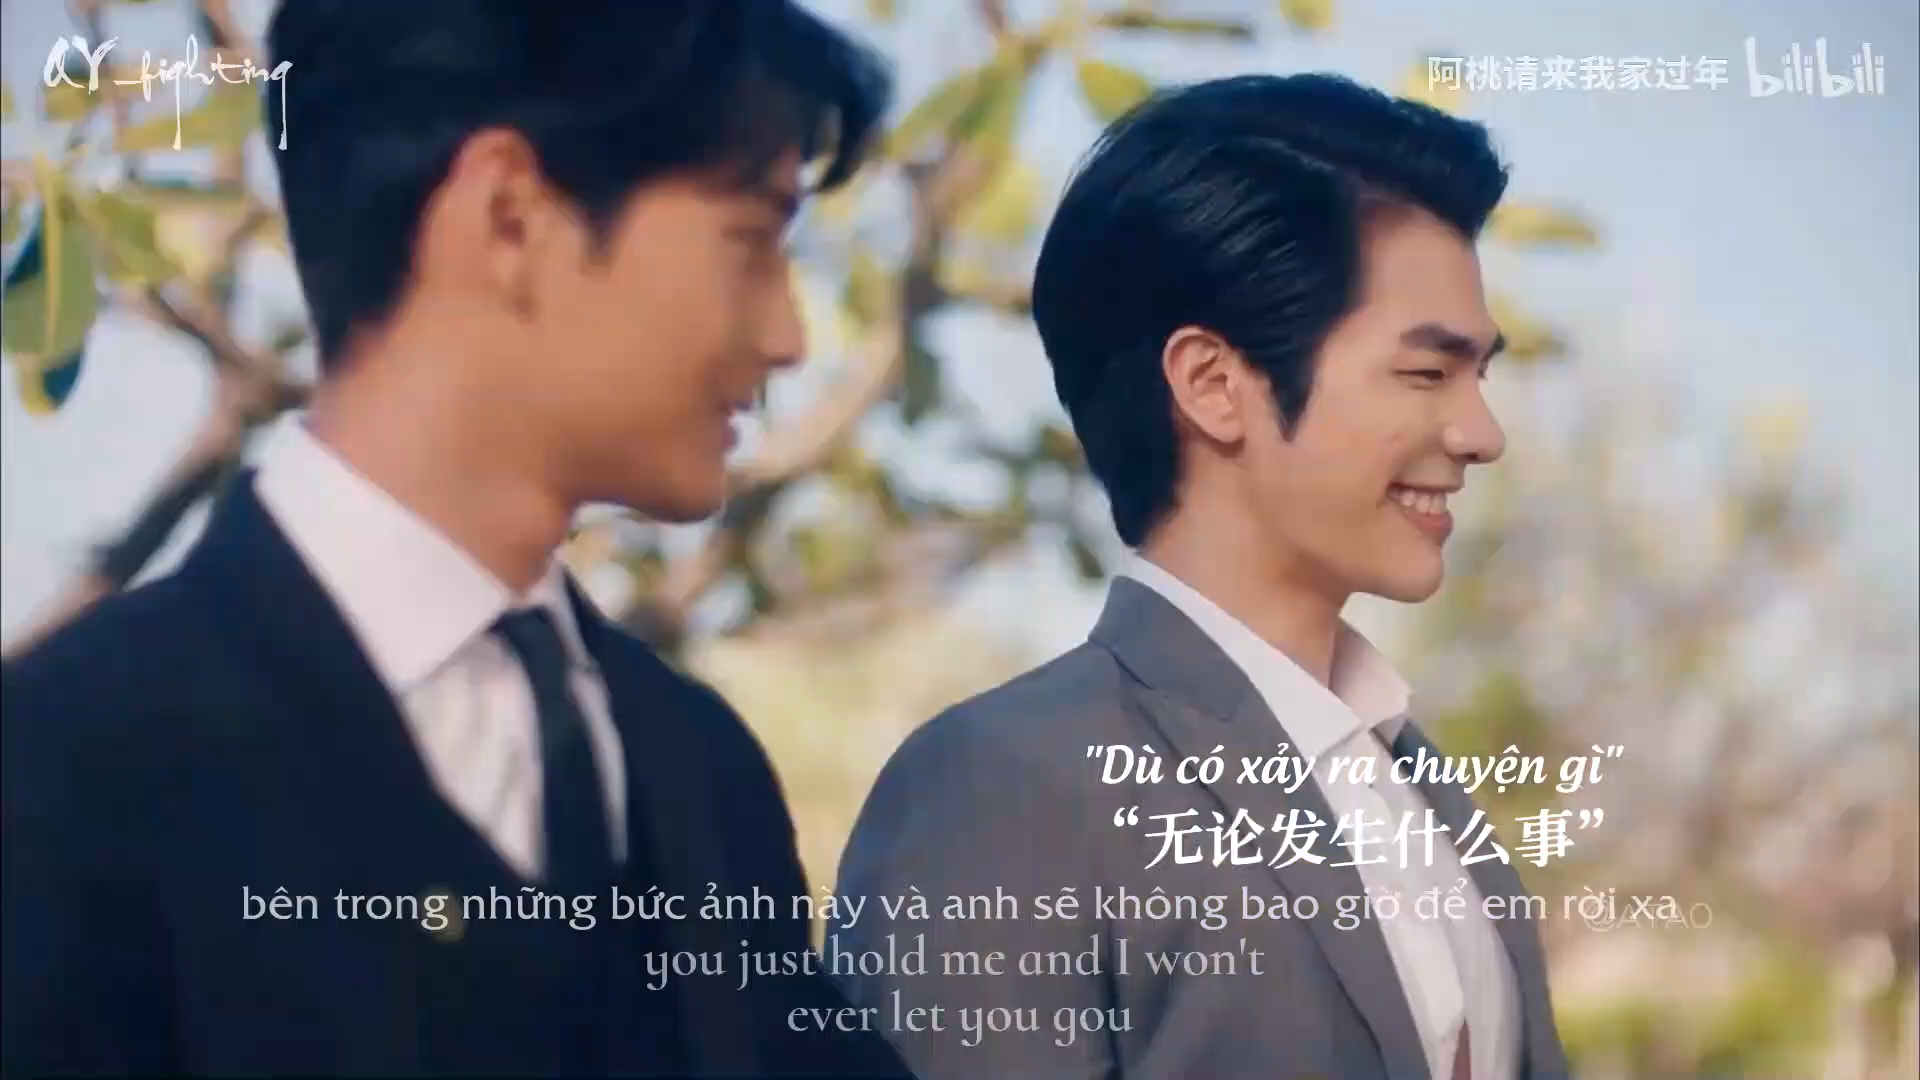 QY_fighting
阿桃请来我家过年 bilibili
"Dù có xảy ra chuyện gì"
“无论发生什么事”
bên trong những bức ảnh này và anh sẽ không bao giờ để em rời xa
@ATAO
you just hold me and I won't
ever let you gou